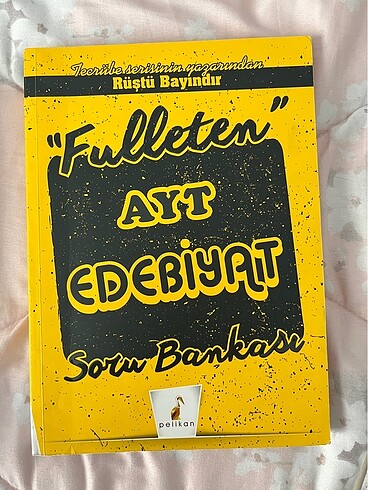 Tecrübe serisinin yazarından
Rüştü Bayındır
"Fulleten"
AYT
EDEBİYAT
Soru Bankası
pelikan